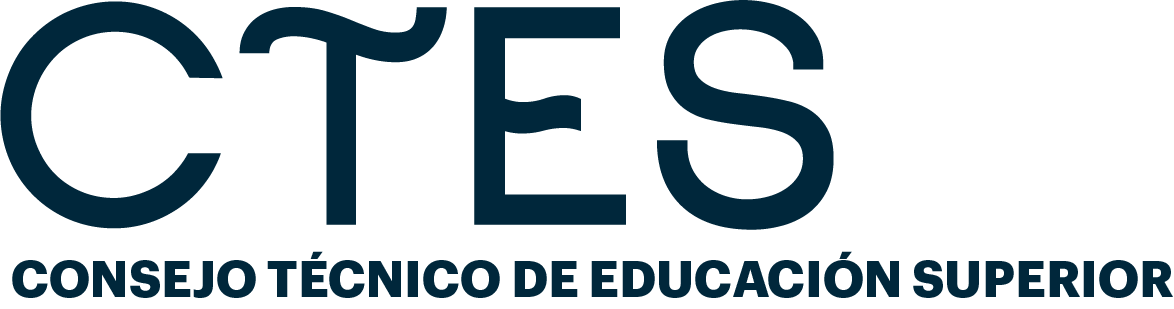 CTES
CONSEJO TÉCNICO DE EDUCACIÓN SUPERIOR